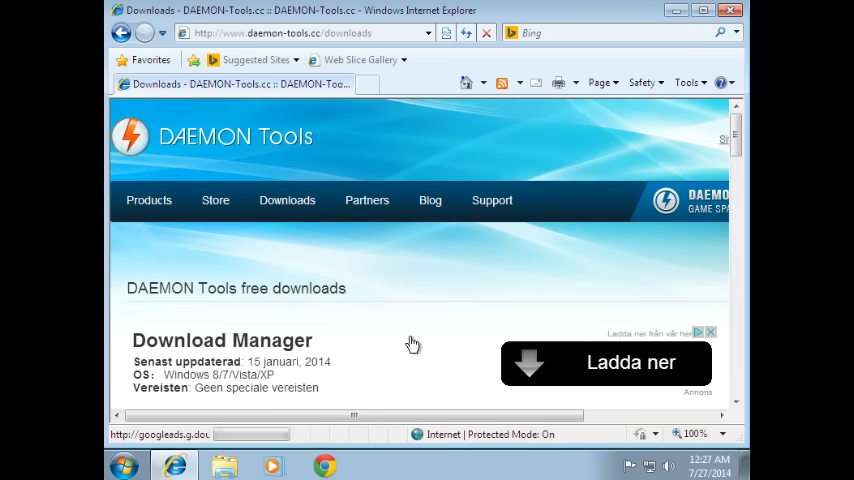 Downloads - DAEMON-Tools.cc :: DAEMON-Tools.cc - Windows Internet Explorer
http://www.daemon-tools.cc/downloads
Bing
Favorites
Suggested Sites
Web Slice Gallery
Downloads - DAEMON-Tools.cc :: DAEMON-Too...
Page
Safety
Tools
DAEMON Tools
Products
Store
Downloads
Partners
Blog
Support
DAEMO
GAME SPA
DAEMON Tools free downloads
Download Manager
Senast uppdaterad: 15 januari, 2014
OS: Windows 8/7/Vista/XP
Vereisten: Geen speciale vereisten
Ladda ner från vår her
Ladda ner
Annons
http://googleads.g.dou
Internet | Protected Mode: On
100%
12:27 AM
7/27/2014